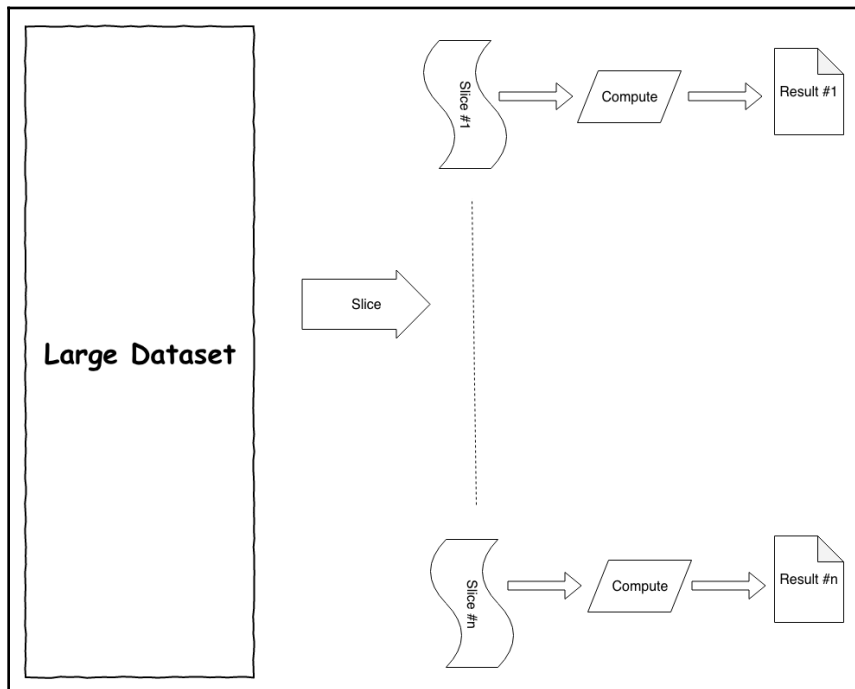 Large Dataset
Slice
Slice #1
Compute
Result #1
Slice #n
Compute
Result #n